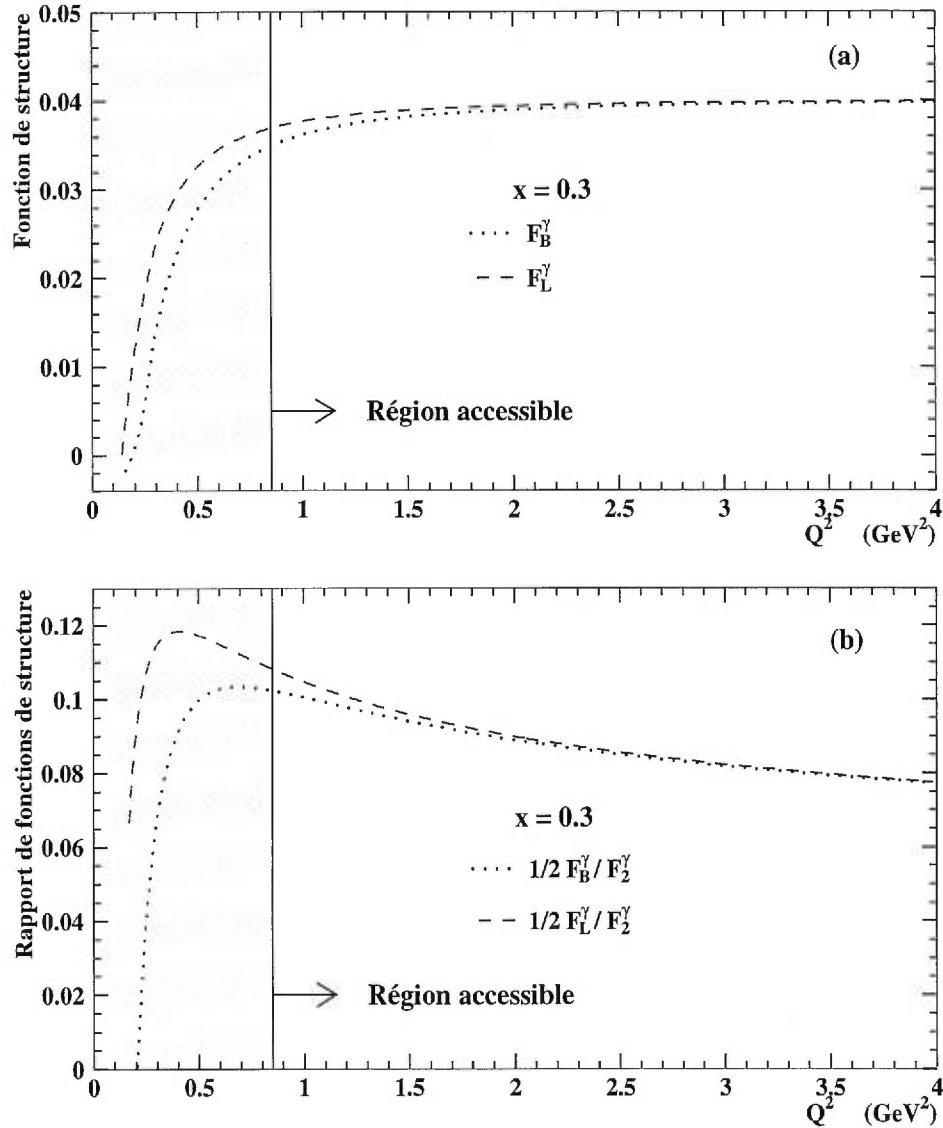 Fonction de structure
0.05
0.04
0.03
0.02
0.01
0
(a)
x = 0.3
F_B^γ
F_L^γ
Région accessible
0 0.5 1 1.5 2 2.5 3 3.5 4
Q^2 (GeV^2)
Rapport de fonctions de structure
0.12
0.1
0.08
0.06
0.04
0.02
0
(b)
x = 0.3
1/2 F_B^γ / F_2^γ
1/2 F_L^γ / F_2^γ
Région accessible
0 0.5 1 1.5 2 2.5 3 3.5 4
Q^2 (GeV^2)